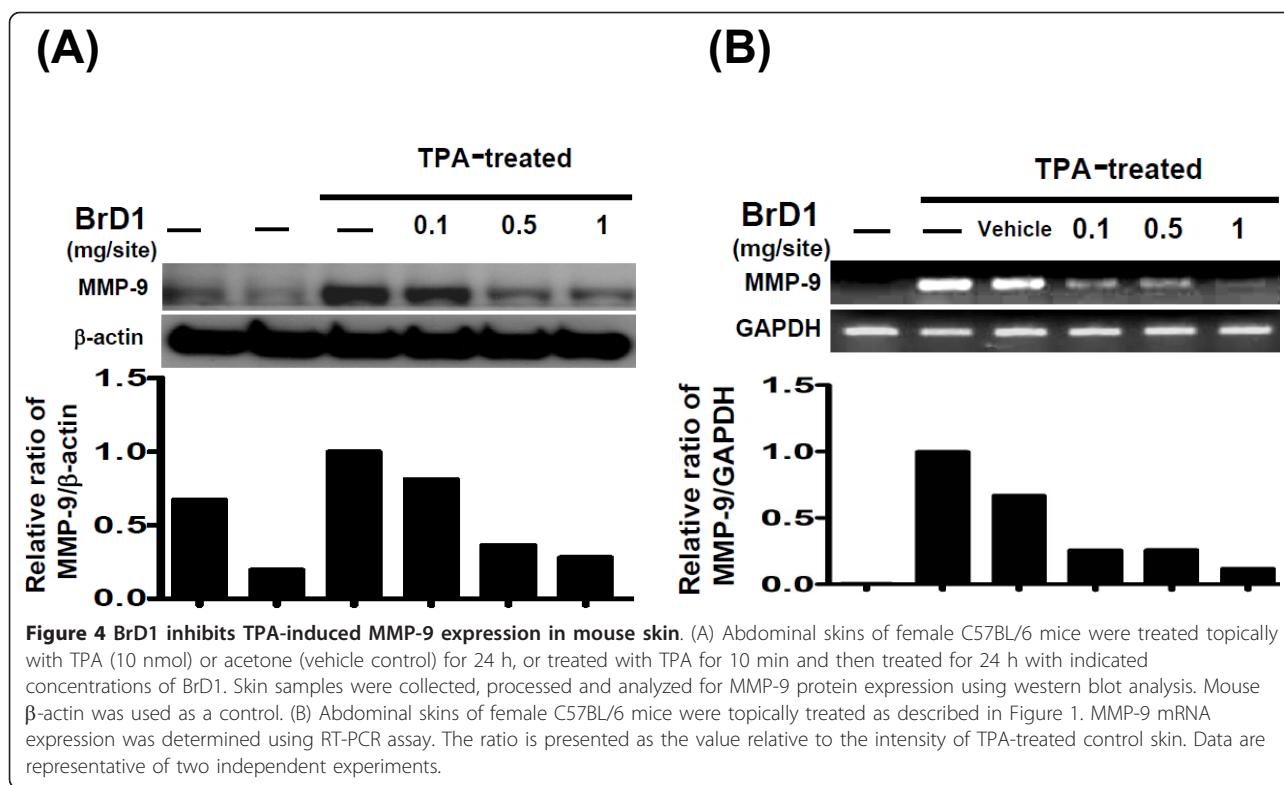 (A)
TPA-treated
BrD1 — — — 0.1 0.5 1
(mg/site)
MMP-9
β-actin
Relative ratio of
MMP-9/β-actin
1.5
1.0
0.5
0.0
(B)
TPA-treated
BrD1 — — Vehicle 0.1 0.5 1
(mg/site)
MMP-9
GAPDH
Relative ratio of
MMP-9/GAPDH
1.5
1.0
0.5
0.0
Figure 4 BrD1 inhibits TPA-induced MMP-9 expression in mouse skin. (A) Abdominal skins of female C57BL/6 mice were treated topically
with TPA (10 nmol) or acetone (vehicle control) for 24 h, or treated with TPA for 10 min and then treated for 24 h with indicated
concentrations of BrD1. Skin samples were collected, processed and analyzed for MMP-9 protein expression using western blot analysis. Mouse
β-actin was used as a control. (B) Abdominal skins of female C57BL/6 mice were topically treated as described in Figure 1. MMP-9 mRNA
expression was determined using RT-PCR assay. The ratio is presented as the value relative to the intensity of TPA-treated control skin. Data are
representative of two independent experiments.